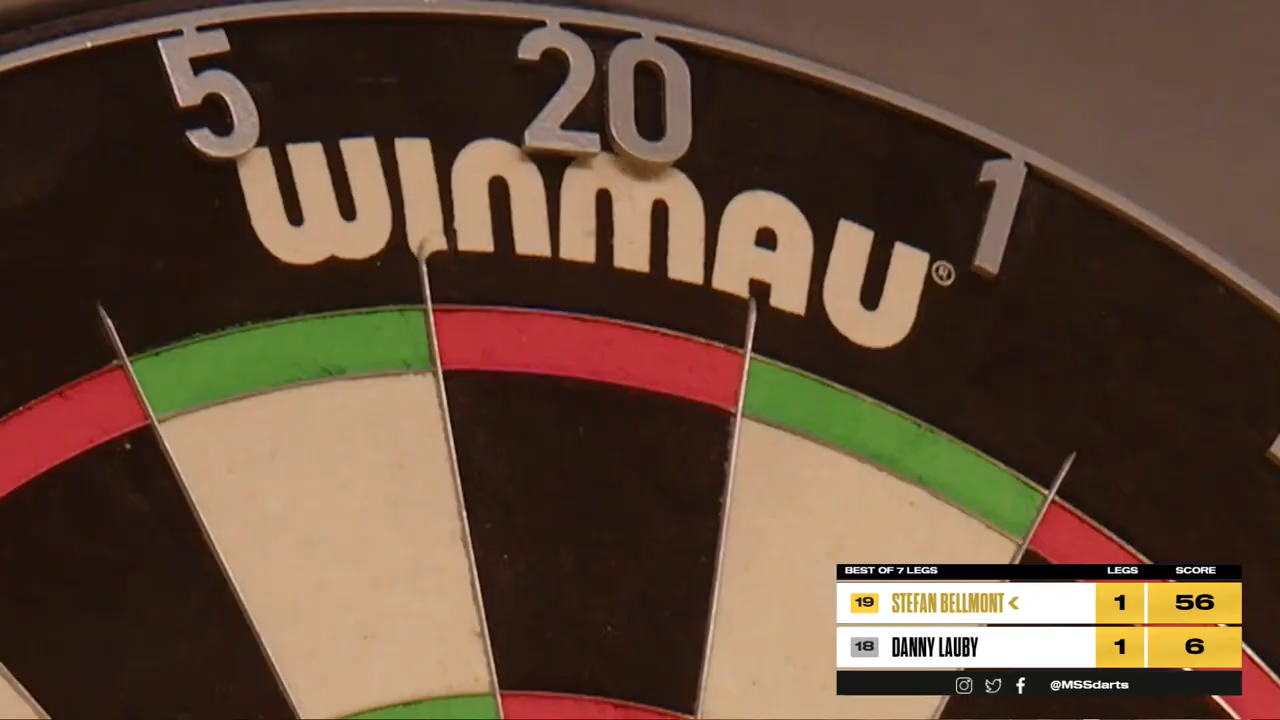 5 20 1
WINMAU®
BEST OF 7 LEGS LEGS SCORE
19 STEFAN BELLMONT < 1 56
18 DANNY LAUBY 1 6
@MSSdarts